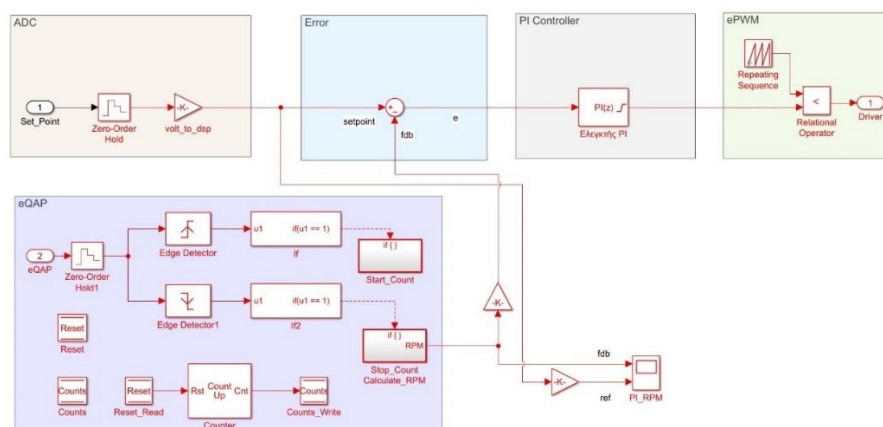 ADC
Error
PI Controller
ePWM
1
Set_Point
Zero-Order
Hold
-K-
volt_to_dsp
setpoint
+
-
fdb
e
PI(z)
Ελεγκτής PI
Repeating
Sequence
<
Relational
Operator
1
Driver
eQAP
2
eQAP
Zero-Order
Hold1
Edge Detector
u1
if(u1 == 1)
If
if { }
Start_Count
Edge Detector1
u1
if(u1 == 1)
If2
if { }
RPM
Stop_Count
Calculate_RPM
-K-
Reset
Reset
Counts
Counts
Reset
Reset_Read
Rst
Count
Up
Cnt
Counter
Counts
Counts_Write
-K-
fdb
ref
PI_RPM